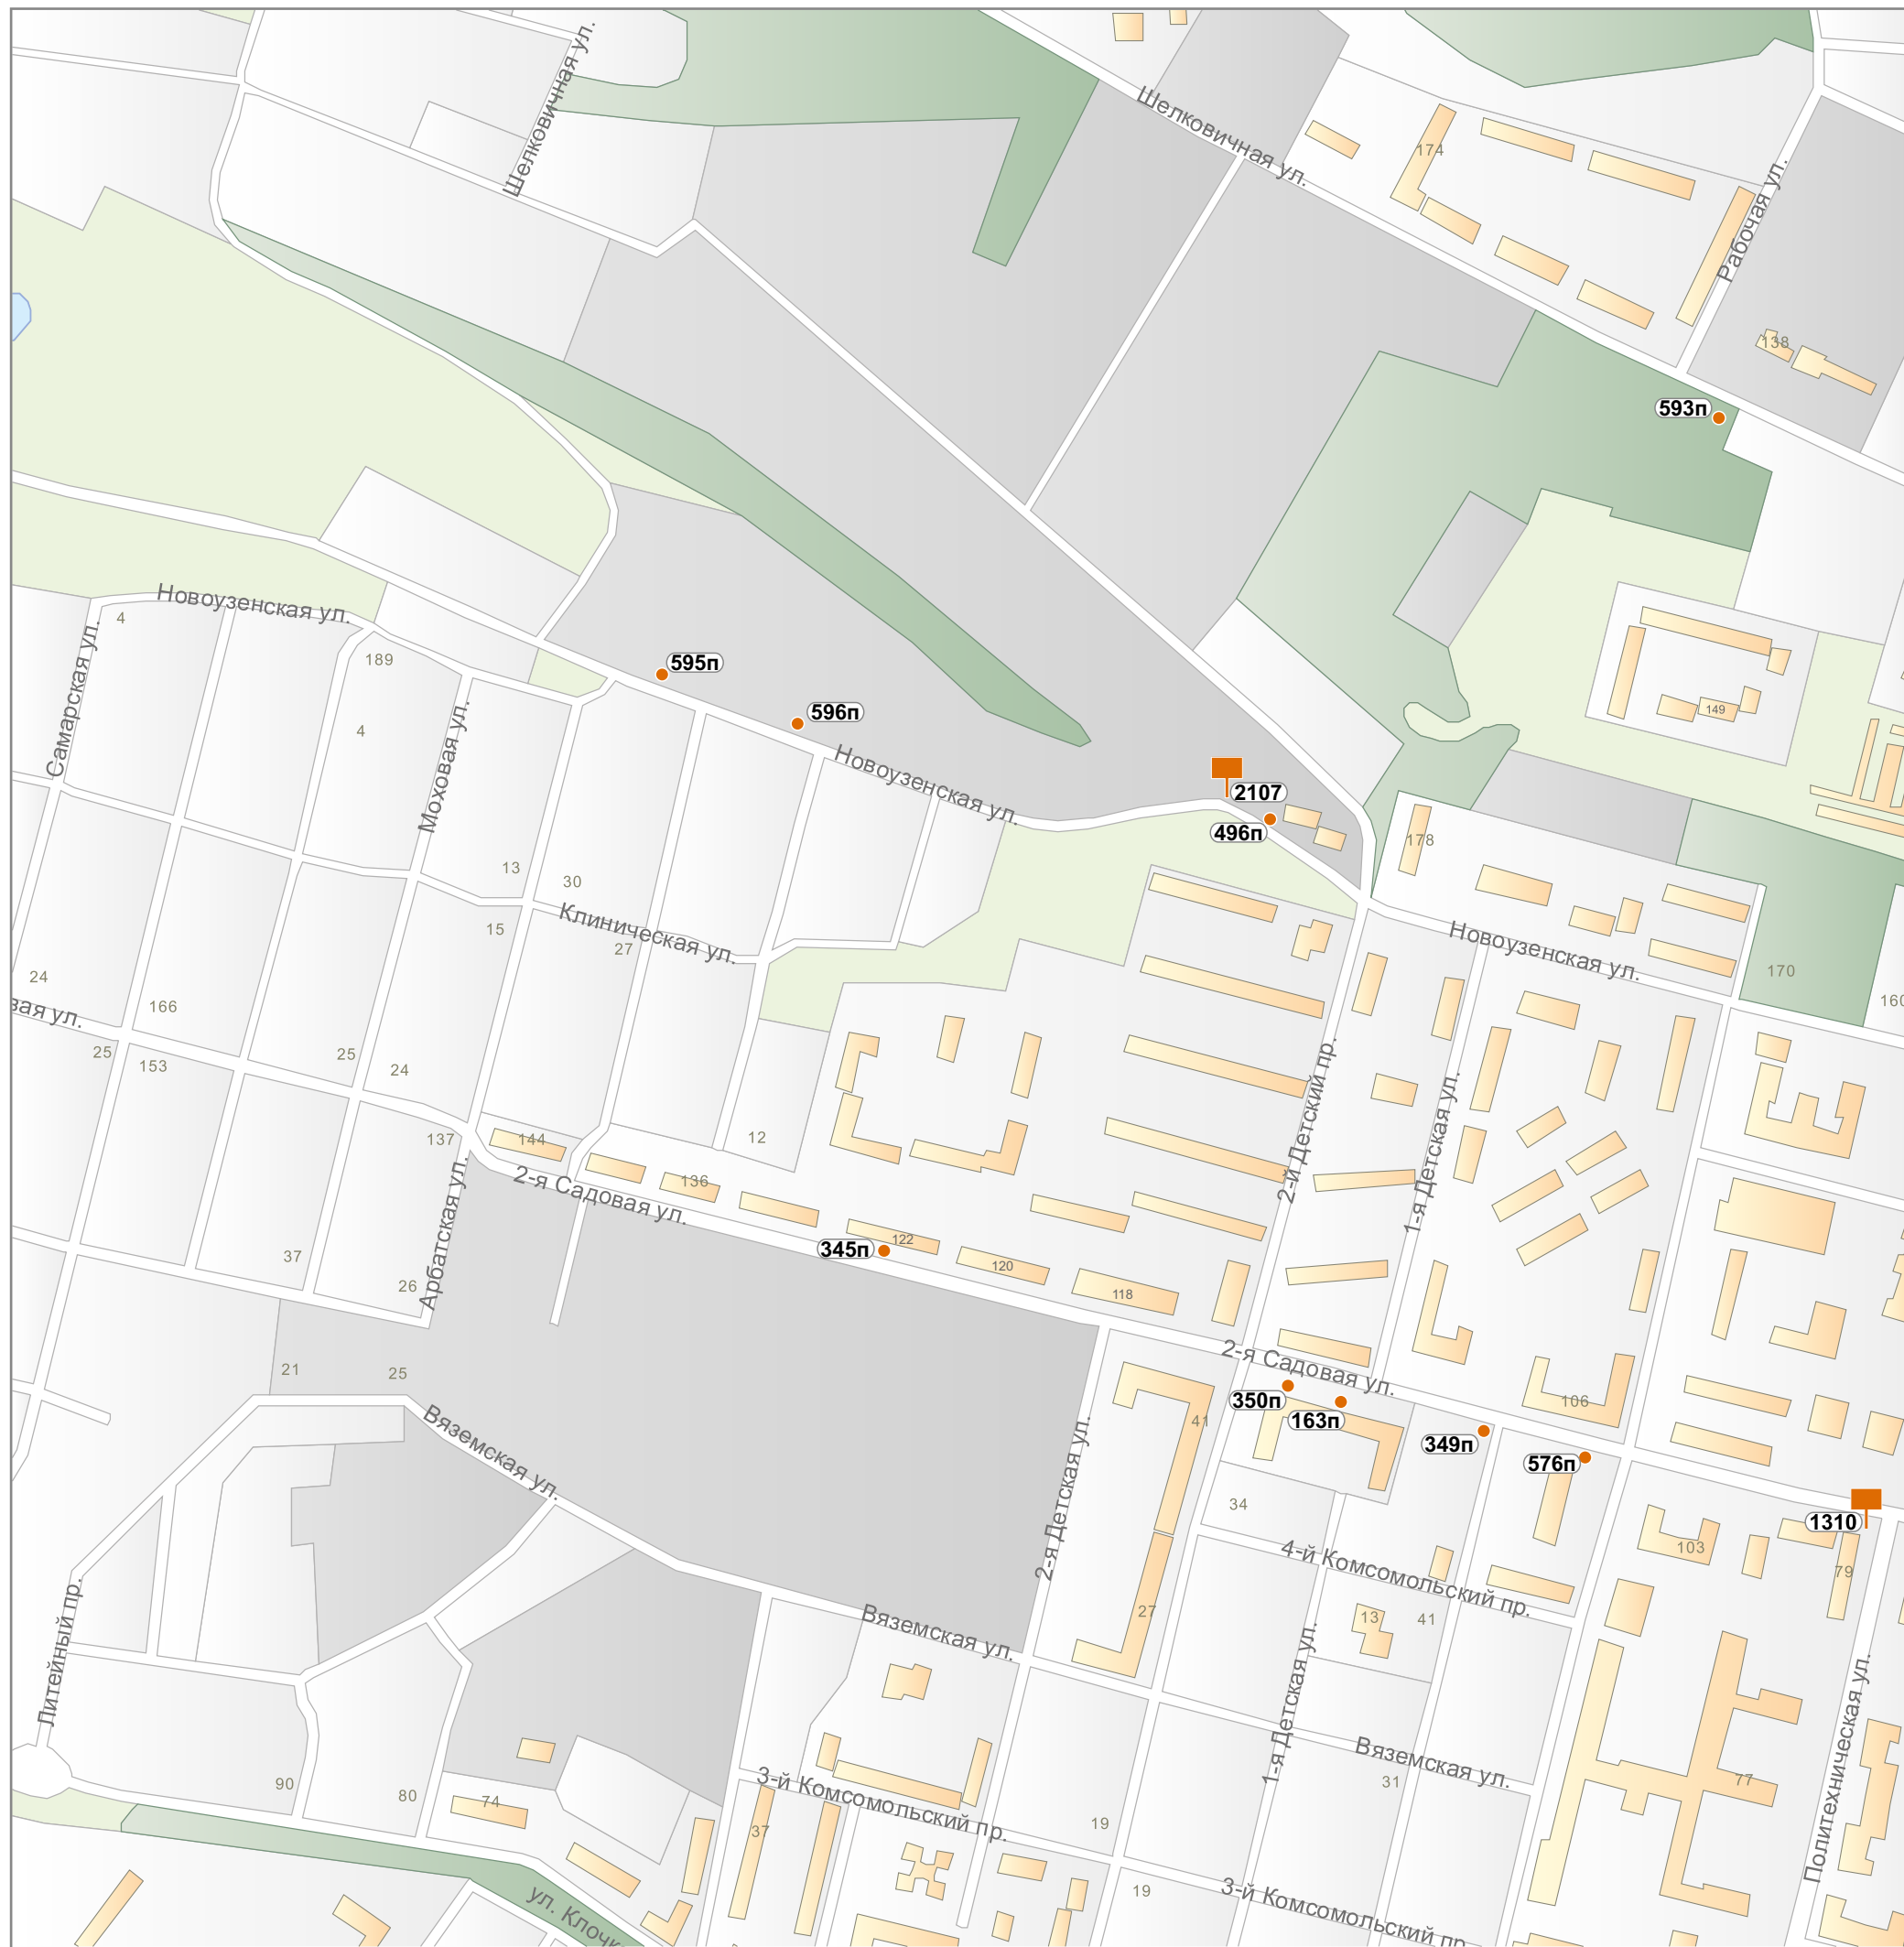 Шелковичная ул.
Шелковичная ул.
174
Рабочая ул.
138
593п
Новоузенская ул.
4
189
4
Самарская ул.
Моховая ул.
595п
596п
149
Новоузенская ул.
2107
496п
178
13
30
Клиническая ул.
15
27
Новоузенская ул.
170
160
24
вая ул.
166
25
153
25
24
137
144
12
136
2-я Садовая ул.
Арбатская ул.
2-й Детский пр.
1-я Детская ул.
345п
122
120
118
37
26
21
25
2-я Садовая ул.
350п
163п
349п
576п
106
41
Вяземская ул.
2-я Детская ул.
34
4-й Комсомольский пр.
103
1310
79
27
13
41
Литейный пр.
Вяземская ул.
1-я Детская ул.
Вяземская ул.
Политехническая ул.
77
31
90
80
74
3-й Комсомольский пр.
37
19
19
3-й Комсомольский пр.
ул. Клочк